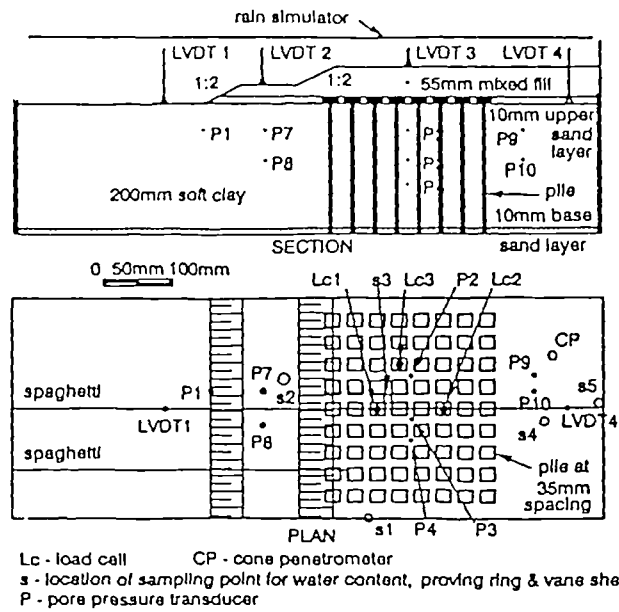 rain simulator
LVDT 1 LVDT 2 LVDT 3 LVDT 4
1:2 1:2 55mm mixed fill
10mm upper
P1 P7 P P9 sand
layer
P8 P P10
P pile
200mm soft clay
10mm base
SECTION sand layer
0 50mm 100mm
Lc1 s3 Lc3 P2 Lc2
CP
P9
P7
spaghetti P1 s2 P10 s5
LVDT1 LVDT4
P8 s4
spaghetti
pile at
35mm
spacing
s1 P4 P3
PLAN
Lc - load cell CP - cone penetrometer
s - location of sampling point for water content, proving ring & vane she
P - pore pressure transducer